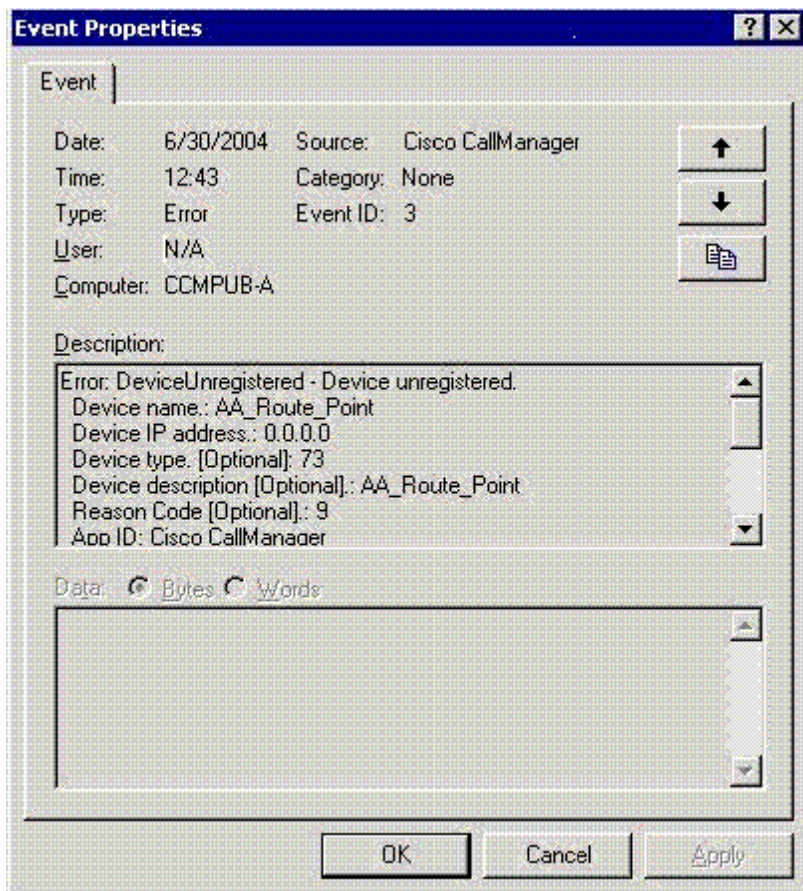 Event Properties
Event
Date: 6/30/2004 Source: Cisco CallManager
Time: 12:43 Category: None
Type: Error Event ID: 3
User: N/A
Computer: CCMPUB-A
Description:
Error: DeviceUnregistered - Device unregistered.
Device name.: AA_Route_Point
Device IP address.: 0.0.0.0
Device type. [Optional]: 73
Device description [Optional].: AA_Route_Point
Reason Code [Optional].: 9
App ID: Cisco CallManager
Data: Bytes Words
OK Cancel Apply